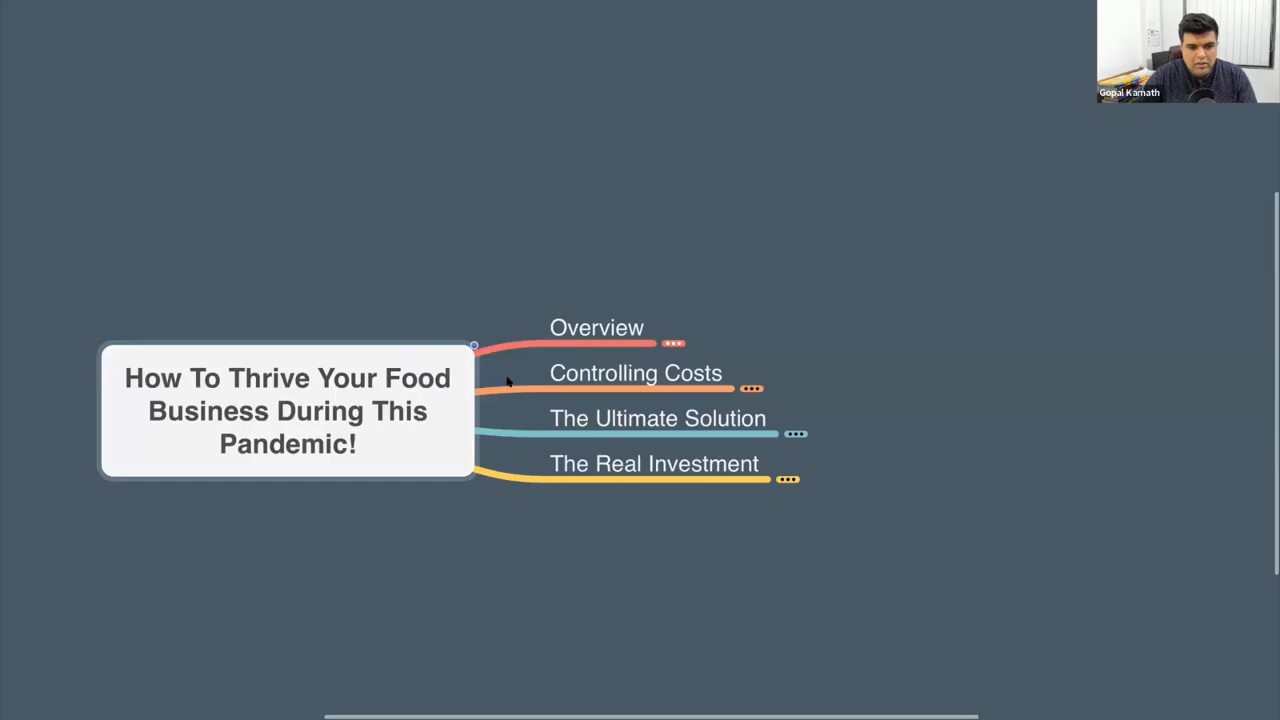 Gopal Kamath
Overview
Controlling Costs
How To Thrive Your Food
Business During This
Pandemic!
The Ultimate Solution
The Real Investment